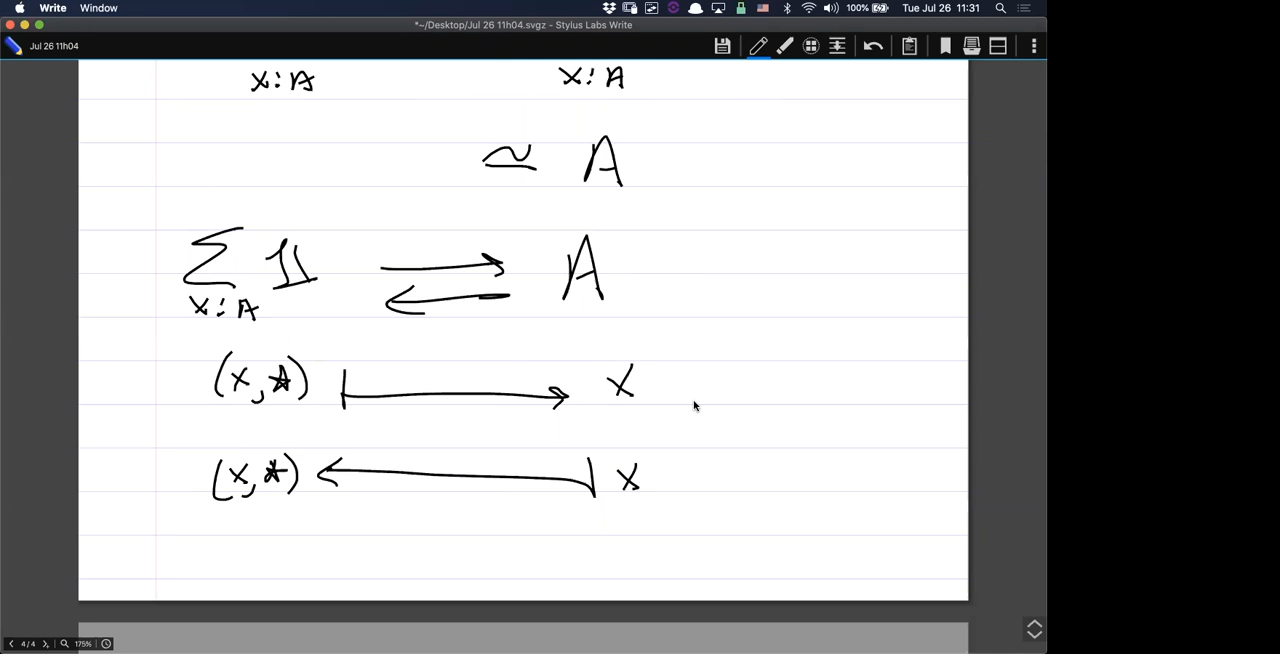 Write Window 100% Tue Jul 26 11:31
*~/Desktop/Jul 26 11h04.svgz - Stylus Labs Write
Jul 26 11h04
x:A x:A
≃ A
∑ 𝟙 ⇄ A
x:A
(x,⋆) ↦ x
(x,⋆) ↤ x
4/4 175%